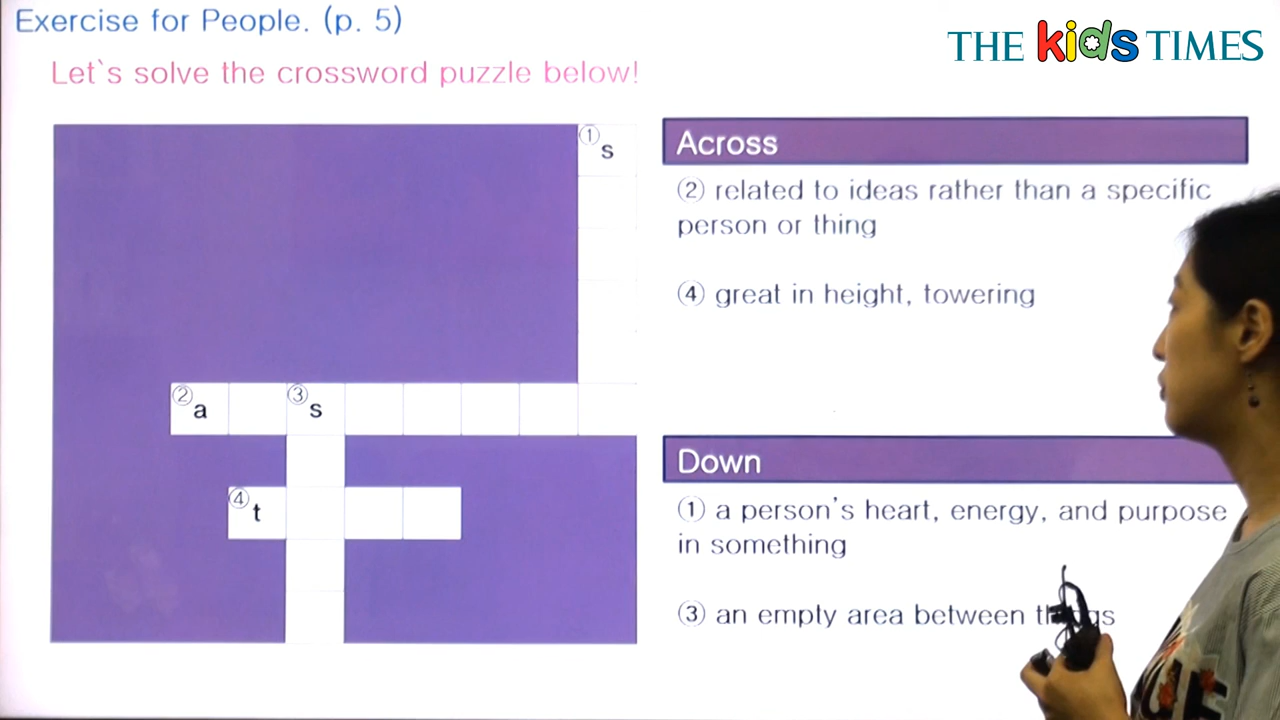 Exercise for People. (p. 5)
THE kids TIMES
Let`s solve the crossword puzzle below!
① s
② a ③ s
④ t
Across
② related to ideas rather than a specific
person or thing
④ great in height, towering
Down
① a person's heart, energy, and purpose
in something
③ an empty area between things